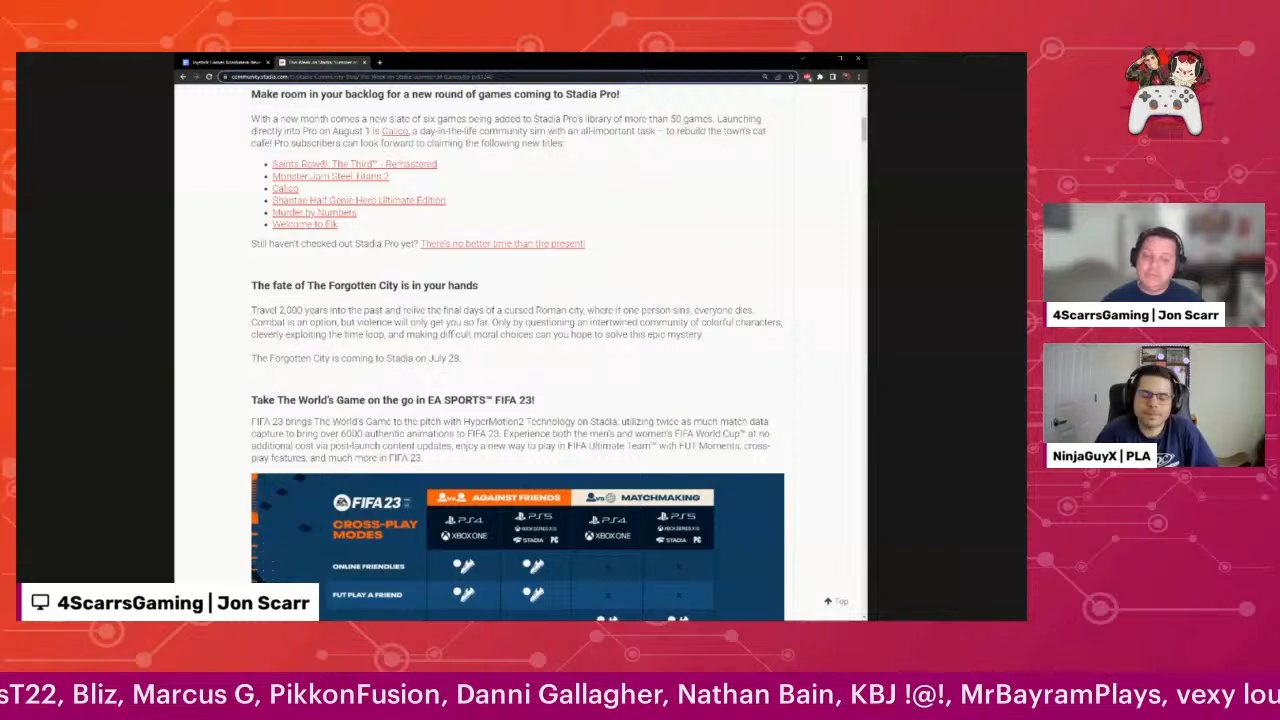 This Week on Stadia: Summer of
Make room in your backlog for a new round of games coming to Stadia Pro!
With a new month comes a new slate of six games being added to Stadia Pro's library of more than 50 games. Launching
directly into Pro on August 1 is Calico, a day-in-the-life community sim with an all-important task – to rebuild the town's cat
café! Pro subscribers can look forward to claiming the following new titles:
Saints Row®: The Third™ - Remastered
Monster Jam Steel Titans 2
Calico
Shantae Half Genie Hero Ultimate Edition
Murder by Numbers
Welcome to Elk
Still haven't checked out Stadia Pro yet? There's no better time than the present!
The fate of The Forgotten City is in your hands
Travel 2,000 years into the past and relive the final days of a cursed Roman city, where if one person sins, everyone dies.
Combat is an option, but violence will only get you so far. Only by questioning an intertwined community of colorful characters,
cleverly exploiting the time loop, and making difficult moral choices can you hope to solve this epic mystery.
The Forgotten City is coming to Stadia on July 28.
Take The World's Game on the go in EA SPORTS™ FIFA 23!
FIFA 23 brings The World's Game to the pitch with HyperMotion2 Technology on Stadia, utilizing twice as much match data
capture to bring over 6000 authentic animations to FIFA 23. Experience both the men's and women's FIFA World Cup™ at no
additional cost via post-launch content updates, enjoy a new way to play in FIFA Ultimate Team™ with FUT Moments, cross-
play features, and much more in FIFA 23.
EA SPORTS FIFA 23
CROSS-PLAY
MODES
VS AGAINST FRIENDS
VS MATCHMAKING
PS4
XBOX ONE
PS5
XBOX SERIES X|S
STADIA PC
PS4
XBOX ONE
PS5
XBOX SERIES X|S
STADIA PC
ONLINE FRIENDLIES
x x
FUT PLAY A FRIEND
x x
Top
4ScarrsGaming | Jon Scarr
4ScarrsGaming | Jon Scarr
NinjaGuyX | PLA
sT22, Bliz, Marcus G, PikkonFusion, Danni Gallagher, Nathan Bain, KBJ !@!, MrBayramPlays, vexy lou